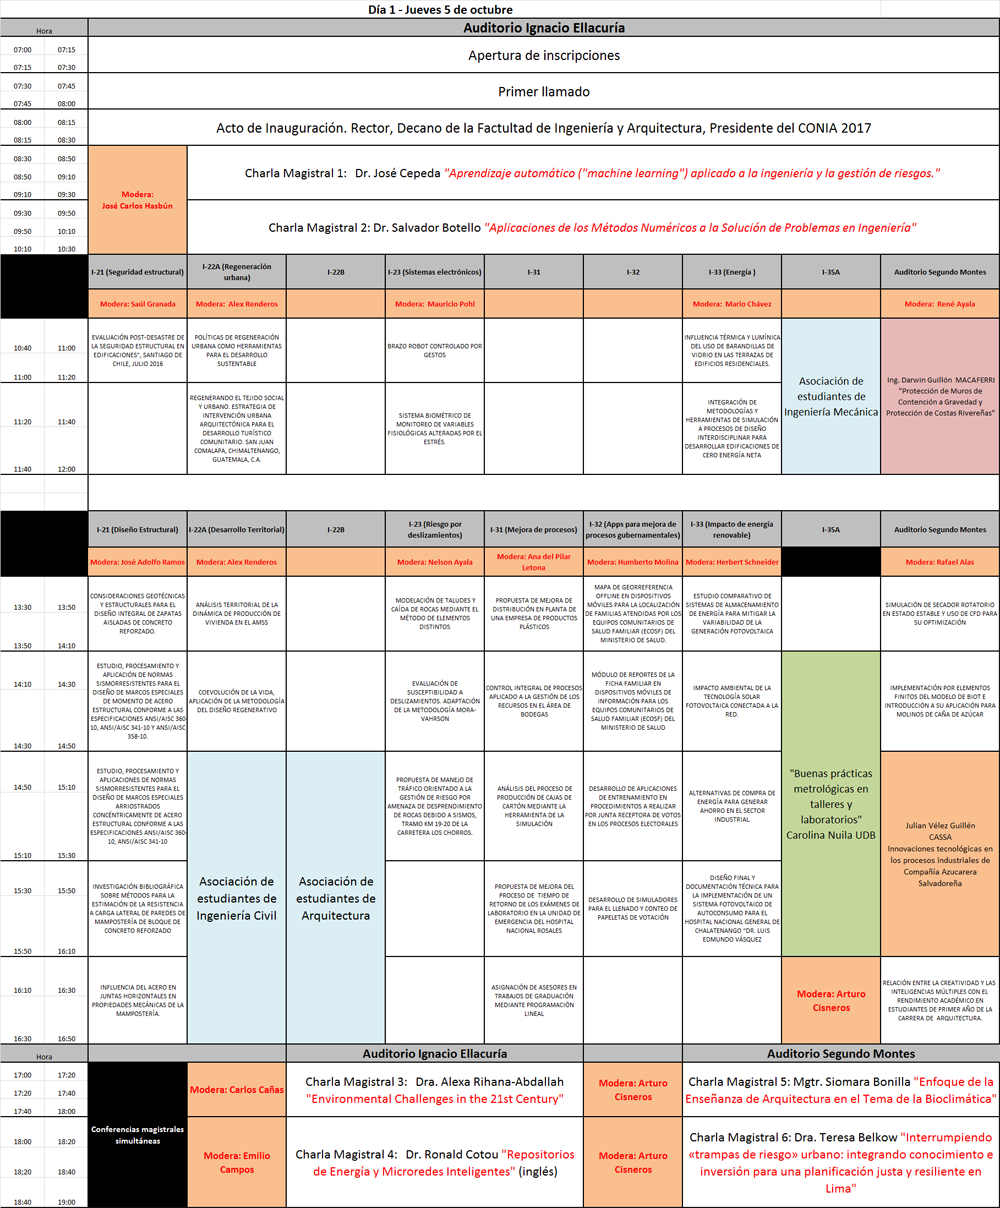 Día 1 - Jueves 5 de octubre
Hora
Auditorio Ignacio Ellacuría
07:00 07:15
07:15 07:30
Apertura de inscripciones
07:30 07:45
07:45 08:00
Primer llamado
08:00 08:15
08:15 08:30
Acto de Inauguración. Rector, Decano de la Factultad de Ingeniería y Arquitectura, Presidente del CONIA 2017
08:30 08:50
08:50 09:10
09:10 09:30
09:30 09:50
09:50 10:10
10:10 10:30
Modera:
José Carlos Hasbún
Charla Magistral 1: Dr. José Cepeda "Aprendizaje automático ("machine learning") aplicado a la ingeniería y la gestión de riesgos."
Charla Magistral 2: Dr. Salvador Botello "Aplicaciones de los Métodos Numéricos a la Solución de Problemas en Ingeniería"
I-21 (Seguridad estructural)
I-22A (Regeneración
urbana)
I-22B
I-23 (Sistemas electrónicos)
I-31
I-32
I-33 (Energía )
I-35A
Auditorio Segundo Montes
Modera: Saúl Granada
Modera: Alex Renderos
Modera: Mauricio Pohl
Modera: Mario Chávez
Modera: René Ayala
10:40 11:00
11:00 11:20
EVALUACIÓN POST-DESASTRE DE
LA SEGURIDAD ESTRUCTURAL EN
EDIFICACIONES", SANTIAGO DE
CHILE, JULIO 2016
POLÍTICAS DE REGENERACIÓN
URBANA COMO HERRAMIENTAS
PARA EL DESARROLLO
SUSTENTABLE
BRAZO ROBOT CONTROLADO POR
GESTOS
INFLUENCIA TÉRMICA Y LUMÍNICA
DEL USO DE BARANDILLAS DE
VIDRIO EN LAS TERRAZAS DE
EDIFICIOS RESIDENCIALES.
Asociación de
estudiantes de
Ingeniería Mecánica
Ing. Darwin Guillón MACAFERRI
"Protección de Muros de
Contención a Gravedad y
Protección de Costas Rivereñas"
11:20 11:40
11:40 12:00
REGENERANDO EL TEJIDO SOCIAL
Y URBANO. ESTRATEGIA DE
INTERVENCIÓN URBANA
ARQUITECTÓNICA PARA EL
DESARROLLO TURÍSTICO
COMUNITARIO. SAN JUAN
COMALAPA, CHIMALTENANGO,
GUATEMALA, C.A.
SISTEMA BIOMÉTRICO DE
MONITOREO DE VARIABLES
FISIOLÓGICAS ALTERADAS POR EL
ESTRÉS.
INTEGRACIÓN DE
METODOLOGÍAS Y
HERRAMIENTAS DE SIMULACIÓN
A PROCESOS DE DISEÑO
INTERDISCIPLINAR PARA
DESARROLLAR EDIFICACIONES DE
CERO ENERGÍA NETA
I-21 (Diseño Estructural)
I-22A (Desarrollo Territorial)
I-22B
I-23 (Riesgo por
deslizamientos)
I-31 (Mejora de procesos)
I-32 (Apps para mejora de
procesos gubernamentales)
I-33 (Impacto de energía
renovable)
I-35A
Auditorio Segundo Montes
Modera: José Adolfo Ramos
Modera: Alex Renderos
Modera: Nelson Ayala
Modera: Ana del Pilar
Letona
Modera: Humberto Molina
Modera: Herbert Schneider
Modera: Rafael Alas
13:30 13:50
13:50 14:10
CONSIDERACIONES GEOTÉCNICAS
Y ESTRUCTURALES PARA EL
DISEÑO INTEGRAL DE ZAPATAS
AISLADAS DE CONCRETO
REFORZADO.
ANÁLISIS TERRITORIAL DE LA
DINÁMICA DE PRODUCCIÓN DE
VIVIENDA EN EL AMSS
MODELACIÓN DE TALUDES Y
CAÍDA DE ROCAS MEDIANTE EL
MÉTODO DE ELEMENTOS
DISTINTOS
PROPUESTA DE MEJORA DE
DISTRIBUCIÓN EN PLANTA DE
UNA EMPRESA DE PRODUCTOS
PLÁSTICOS
MAPA DE GEORREFERENCIA
OFFLINE EN DISPOSITIVOS
MÓVILES PARA LA LOCALIZACIÓN
DE FAMILIAS ATENDIDAS POR LOS
EQUIPOS COMUNITARIOS DE
SALUD FAMILIAR (ECOSF) DEL
MINISTERIO DE SALUD.
ESTUDIO COMPARATIVO DE
SISTEMAS DE ALMACENAMIENTO
DE ENERGÍA PARA MITIGAR LA
VARIABILIDAD DE LA
GENERACIÓN FOTOVOLTAICA
SIMULACIÓN DE SECADOR ROTATORIO
EN ESTADO ESTABLE Y USO DE CFD PARA
SU OPTIMIZACIÓN
14:10 14:30
14:30 14:50
ESTUDIO, PROCESAMIENTO Y
APLICACIÓN DE NORMAS
SISMORRESISTENTES PARA EL
DISEÑO DE MARCOS ESPECIALES
DE MOMENTO DE ACERO
ESTRUCTURAL CONFORME A LAS
ESPECIFICACIONES ANSI/AISC 360-
10, ANSI/AISC 341-10 Y ANSI/AISC
358-10.
COEVOLUCIÓN DE LA VIDA,
APLICACIÓN DE LA METODOLOGÍA
DEL DISEÑO REGENERATIVO
EVALUACIÓN DE
SUSCEPTIBILIDAD A
DESLIZAMIENTOS. ADAPTACIÓN
DE LA METODOLOGÍA MORA-
VAHRSON
CONTROL INTEGRAL DE PROCESOS
APLICADO A LA GESTIÓN DE LOS
RECURSOS EN EL ÁREA DE
BODEGAS
MÓDULO DE REPORTES DE LA
FICHA FAMILIAR EN
DISPOSITIVOS MÓVILES DE
INFORMACIÓN PARA LOS
EQUIPOS COMUNITARIOS DE
SALUD FAMILIAR (ECOSF) DEL
MINISTERIO DE SALUD
IMPACTO AMBIENTAL DE LA
TECNOLOGÍA SOLAR
FOTOVOLTAICA CONECTADA A LA
RED.
"Buenas prácticas
metrológicas en
talleres y
laboratorios"
Carolina Nuila UDB
IMPLEMENTACIÓN POR ELEMENTOS
FINITOS DEL MODELO DE BIOT E
INTRODUCCIÓN A SU APLICACIÓN PARA
MOLINOS DE CAÑA DE AZÚCAR
14:50 15:10
15:10 15:30
ESTUDIO, PROCESAMIENTO Y
APLICACIONES DE NORMAS
SISMORRESISTENTES PARA EL
DISEÑO DE MARCOS ESPECIALES
ARRIOSTRADOS
CONCÉNTRICAMENTE DE ACERO
ESTRUCTURAL CONFORME A LAS
ESPECIFICACIONES ANSI/AISC 360-
10, ANSI/AISC 341-10
Asociación de
estudiantes de
Ingeniería Civil
Asociación de
estudiantes de
Arquitectura
PROPUESTA DE MANEJO DE
TRÁFICO ORIENTADO A LA
GESTIÓN DE RIESGO POR
AMENAZA DE DESPRENDIMIENTO
DE ROCAS DEBIDO A SISMOS,
TRAMO KM 19-20 DE LA
CARRETERA LOS CHORROS.
ANÁLISIS DEL PROCESO DE
PRODUCCIÓN DE CAJAS DE
CARTÓN MEDIANTE LA
HERRAMIENTA DE LA
SIMULACIÓN
DESARROLLO DE APLICACIONES
DE ENTRENAMIENTO EN
PROCEDIMIENTOS A REALIZAR
POR JUNTA RECEPTORA DE VOTOS
EN LOS PROCESOS ELECTORALES
ALTERNATIVAS DE COMPRA DE
ENERGÍA PARA GENERAR
AHORRO EN EL SECTOR
INDUSTRIAL.
Julian Vélez Guillén
CASSA
Innovaciones tecnológicas en
los procesos industriales de
Compañía Azucarera
Salvadoreña
15:30 15:50
15:50 16:10
INVESTIGACIÓN BIBLIOGRÁFICA
SOBRE MÉTODOS PARA LA
ESTIMACIÓN DE LA RESISTENCIA
A CARGA LATERAL DE PAREDES DE
MAMPOSTERÍA DE BLOQUE DE
CONCRETO REFORZADO
PROPUESTA DE MEJORA DEL
PROCESO DE TIEMPO DE
RETORNO DE LOS EXÁMENES DE
LABORATORIO EN LA UNIDAD DE
EMERGENCIA DEL HOSPITAL
NACIONAL ROSALES
DESARROLLO DE SIMULADORES
PARA EL LLENADO Y CONTEO DE
PAPELETAS DE VOTACIÓN
DISEÑO FINAL Y
DOCUMENTACIÓN TÉCNICA PARA
LA IMPLEMENTACIÓN DE UN
SISTEMA FOTOVOLTAICO DE
AUTOCONSUMO PARA EL
HOSPITAL NACIONAL GENERAL DE
CHALATENANGO "DR. LUIS
EDMUNDO VÁSQUEZ
16:10 16:30
16:30 16:50
INFLUENCIA DEL ACERO EN
JUNTAS HORIZONTALES EN
PROPIEDADES MECÁNICAS DE LA
MAMPOSTERÍA.
ASIGNACIÓN DE ASESORES EN
TRABAJOS DE GRADUACIÓN
MEDIANTE PROGRAMACIÓN
LINEAL
Modera: Arturo
Cisneros
RELACIÓN ENTRE LA CREATIVIDAD Y LAS
INTELIGENCIAS MÚLTIPLES CON EL
RENDIMIENTO ACADÉMICO EN
ESTUDIANTES DE PRIMER AÑO DE LA
CARRERA DE ARQUITECTURA.
Hora
Auditorio Ignacio Ellacuría
Auditorio Segundo Montes
17:00 17:20
17:20 17:40
17:40 18:00
Conferencias magistrales
simultáneas
Modera: Carlos Cañas
Charla Magistral 3: Dra. Alexa Rihana-Abdallah
"Environmental Challenges in the 21st Century"
Modera: Arturo
Cisneros
Charla Magistral 5: Mgtr. Siomara Bonilla "Enfoque de la
Enseñanza de Arquitectura en el Tema de la Bioclimática"
18:00 18:20
18;20 18:40
18:40 19:00
Modera: Emilio
Campos
Charla Magistral 4: Dr. Ronald Cotou "Repositorios
de Energía y Microredes Inteligentes" (inglés)
Modera: Arturo
Cisneros
Charla Magistral 6: Dra. Teresa Belkow "Interrumpiendo
«trampas de riesgo» urbano: integrando conocimiento e
inversión para una planificación justa y resiliente en
Lima"